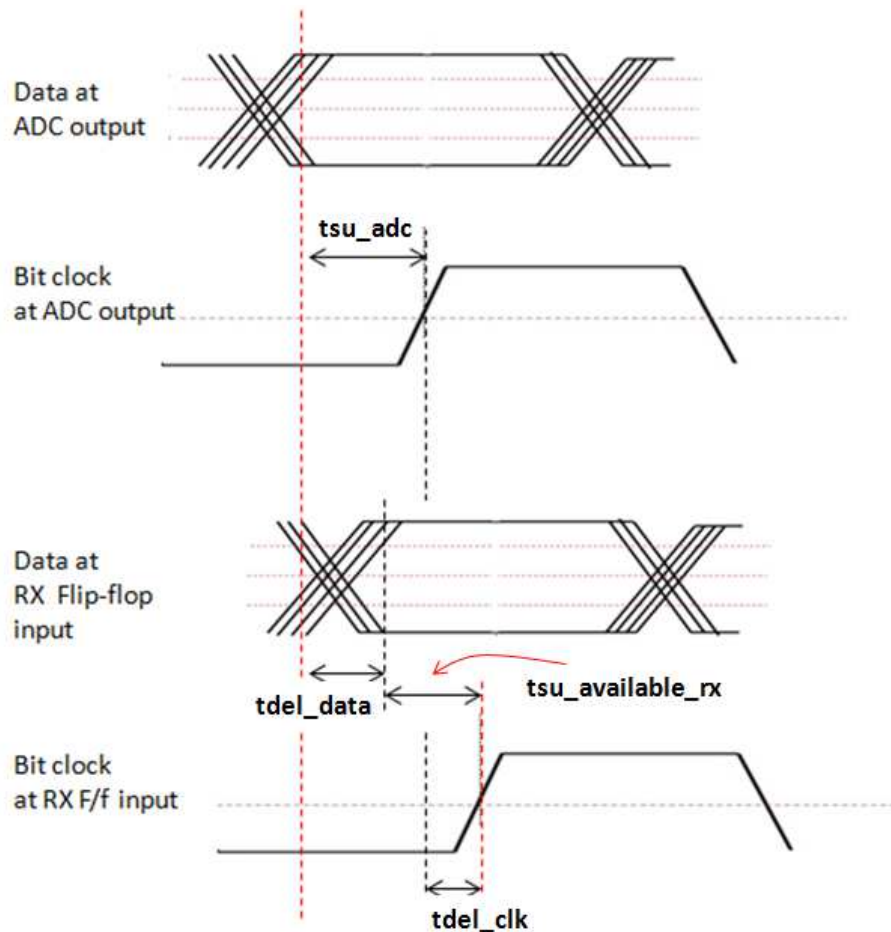 Data at
ADC output
tsu_adc
Bit clock
at ADC output
Data at
RX Flip-flop
input
tdel_data
tsu_available_rx
Bit clock
at RX F/f input
tdel_clk